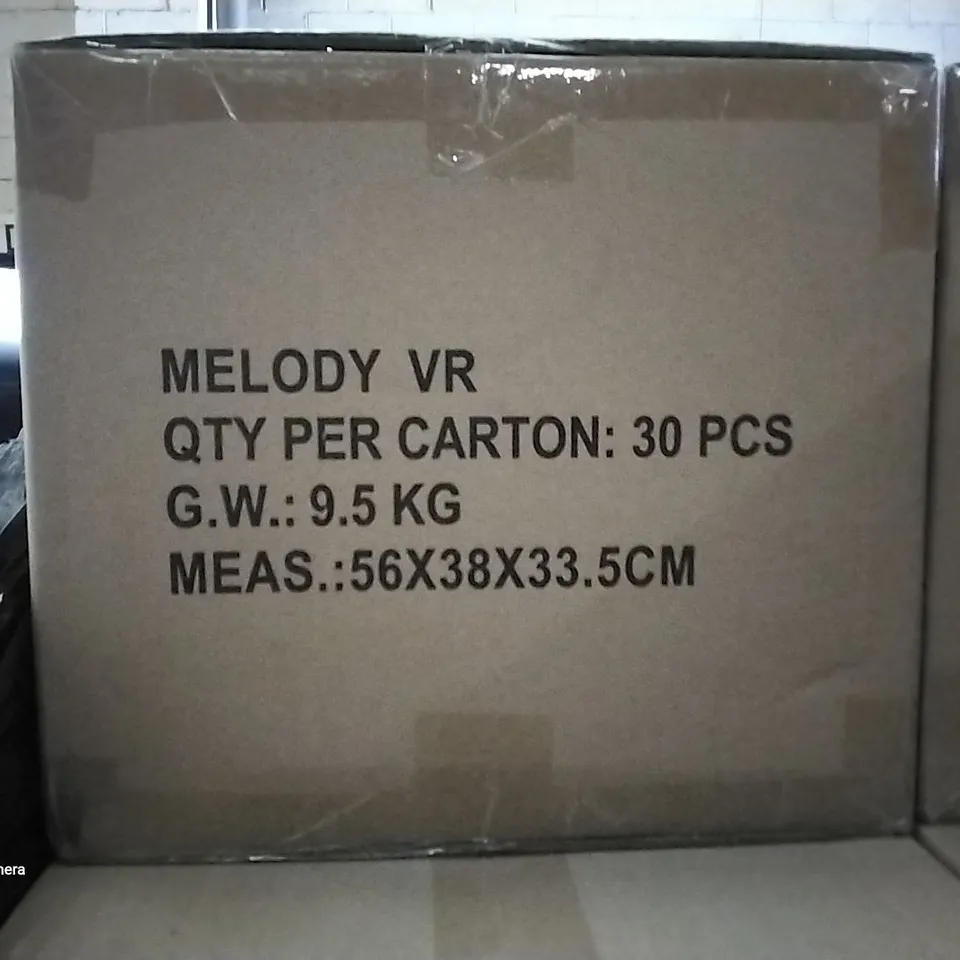 MELODY VR
QTY PER CARTON: 30 PCS
G.W.: 9.5 KG
MEAS.:56X38X33.5CM